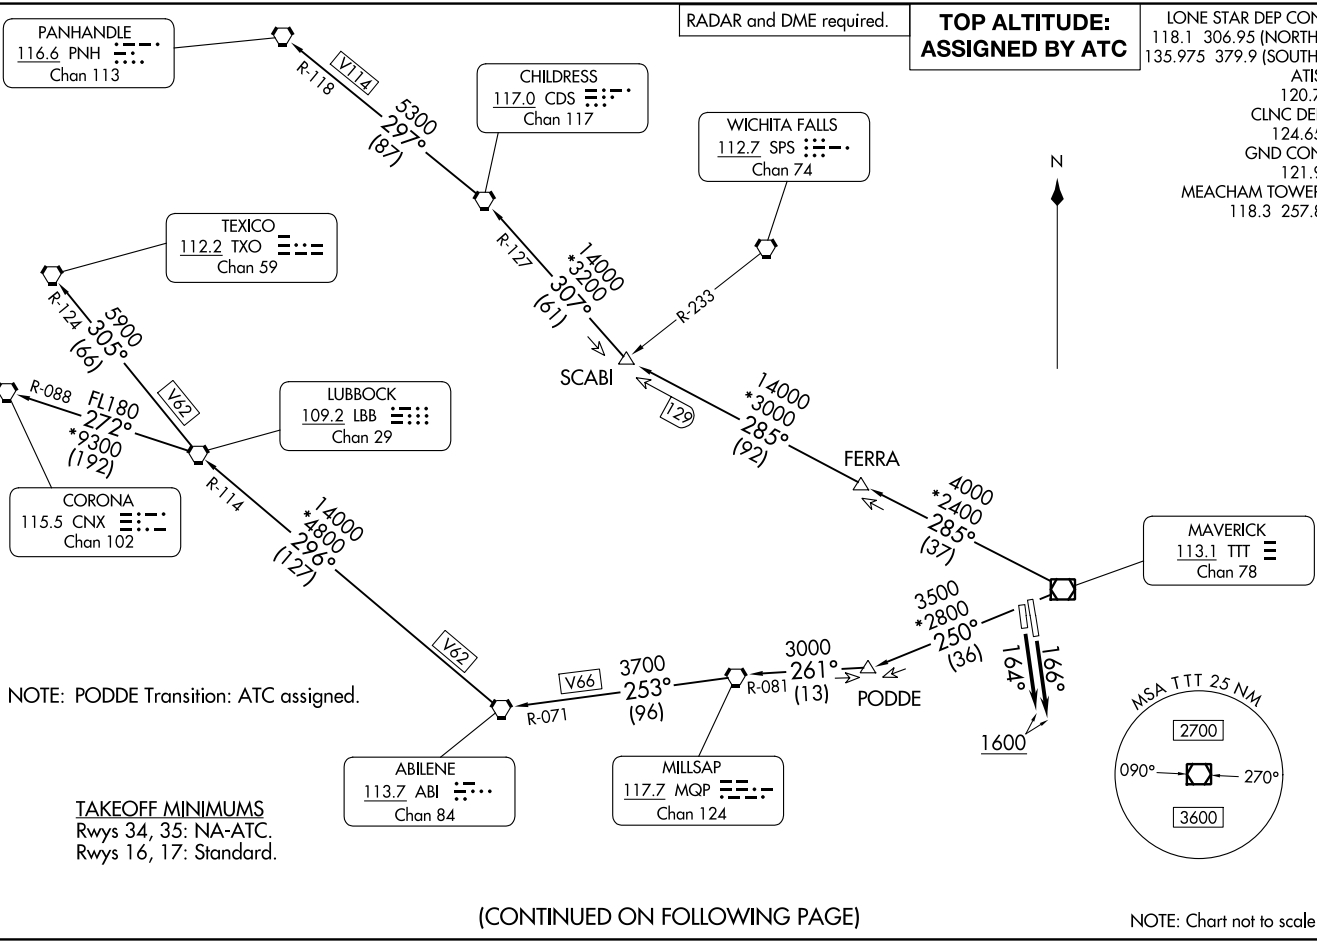 RADAR and DME required.
TOP ALTITUDE:
ASSIGNED BY ATC
LONE STAR DEP CON
118.1 306.95 (NORTH
135.975 379.9 (SOUTH
ATIS
120.7
CLNC DEL
124.65
GND CON
121.9
MEACHAM TOWER
118.3 257.8
PANHANDLE
116.6 PNH
Chan 113
R-118
V114
5300
297°
(87)
CHILDRESS
117.0 CDS
Chan 117
WICHITA FALLS
112.7 SPS
Chan 74
N
TEXICO
112.2 TXO
Chan 59
R-127
14000
*3200
307°
(61)
R-233
R-124
5900
305°
(66)
V62
SCABI
129
14000
*3000
285°
(92)
R-088
FL180
272°
*9300
(192)
LUBBOCK
109.2 LBB
Chan 29
FERRA
CORONA
115.5 CNX
Chan 102
R-114
14000
*4800
296°
(127)
4000
*2400
285°
(37)
MAVERICK
113.1 TTT
Chan 78
3500
*2800
250°
(36)
164°
166°
1600
V62
V66
3700
253°
(96)
R-071
3000
261°
(13)
R-081
PODDE
NOTE: PODDE Transition: ATC assigned.
MSA TTT 25 NM
2700
090°
270°
3600
ABILENE
113.7 ABI
Chan 84
MILLSAP
117.7 MQP
Chan 124
TAKEOFF MINIMUMS
Rwys 34, 35: NA-ATC.
Rwys 16, 17: Standard.
(CONTINUED ON FOLLOWING PAGE)
NOTE: Chart not to scale